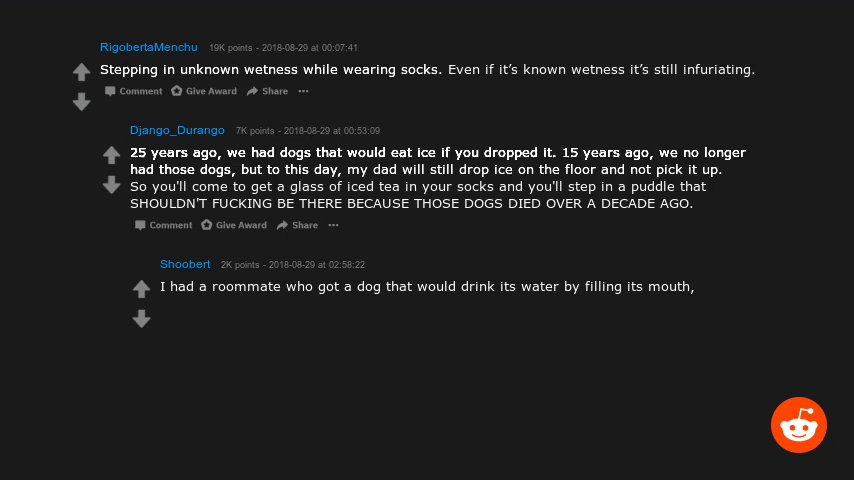 RigobertaMenchu 19K points - 2018-08-29 at 00:07:41
Stepping in unknown wetness while wearing socks. Even if it’s known wetness it’s still infuriating.
Comment Give Award Share ···
Django_Durango 7K points - 2018-08-29 at 00:53:09
25 years ago, we had dogs that would eat ice if you dropped it. 15 years ago, we no longer
had those dogs, but to this day, my dad will still drop ice on the floor and not pick it up.
So you'll come to get a glass of iced tea in your socks and you'll step in a puddle that
SHOULDN'T FUCKING BE THERE BECAUSE THOSE DOGS DIED OVER A DECADE AGO.
Comment Give Award Share ···
Shoobert 2K points - 2018-08-29 at 02:58:22
I had a roommate who got a dog that would drink its water by filling its mouth,